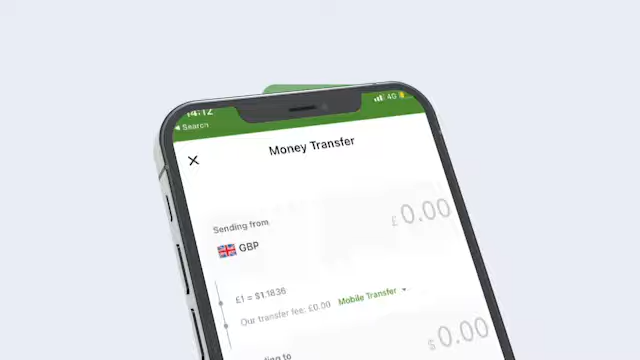 14:12 4G
Search
Money Transfer
Sending from £ 0.00
GBP
£1 = $1.1836
Our transfer fee: £0.00 Mobile Transfer
$ 0.00
to